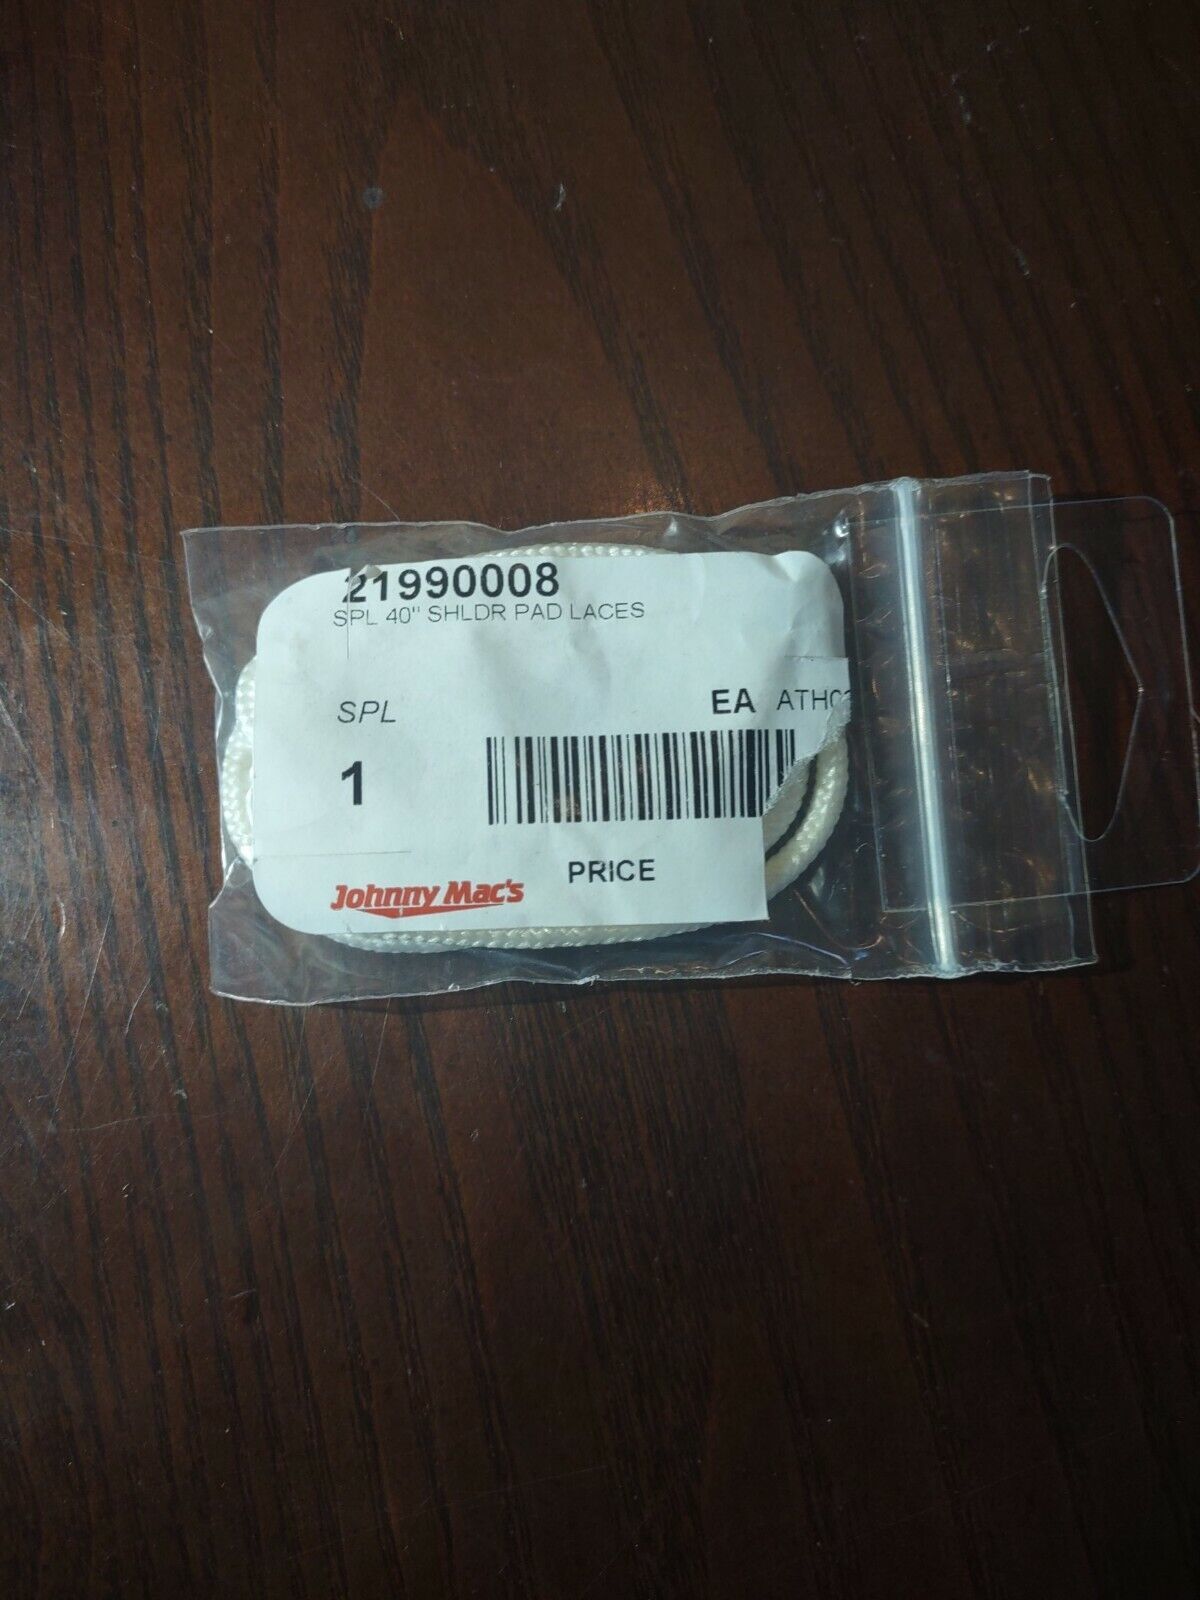 21990008
SPL 40" SHLDR PAD LACES
SPL EA
1
PRICE
Johnny Mac's